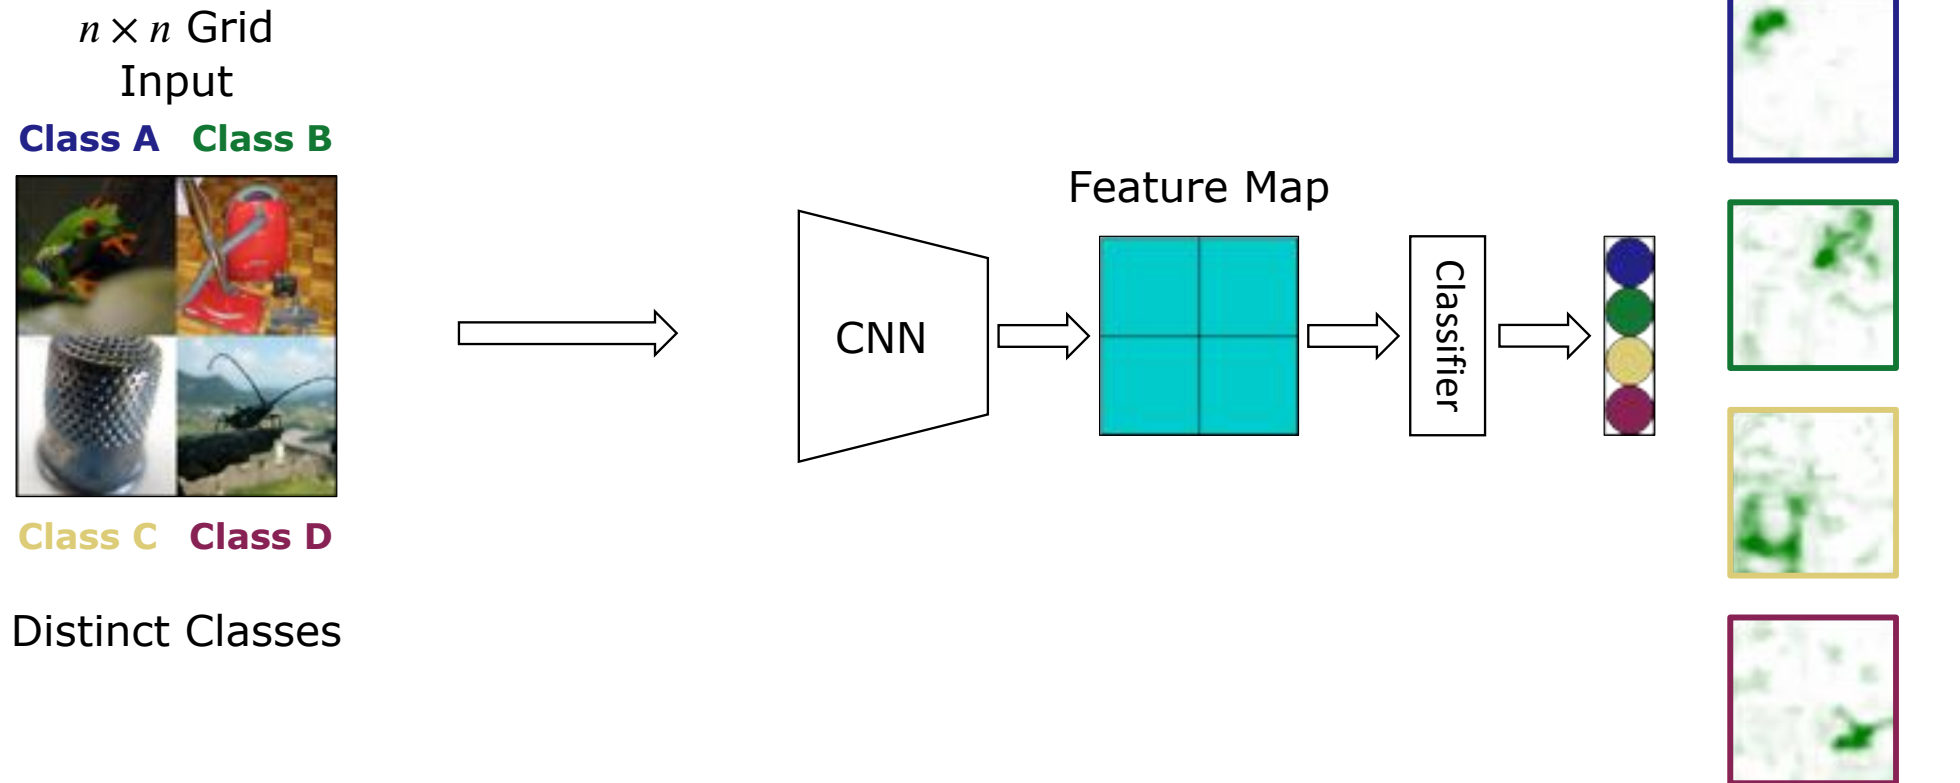 n × n Grid
Input
Class A Class B
Class C Class D
Distinct Classes
CNN
Feature Map
Classifier